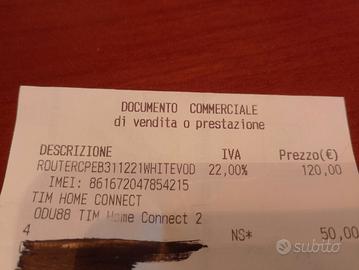 DOCUMENTO COMMERCIALE
di vendita o prestazione
DESCRIZIONE IVA Prezzo(€)
ROUTERCPEB311221WHITEVOD 22,00% 120,00
IMEI: 861672047854215
TIM HOME CONNECT
ODU88 TIM Home Connect 2
4 NS* 50,00
subito